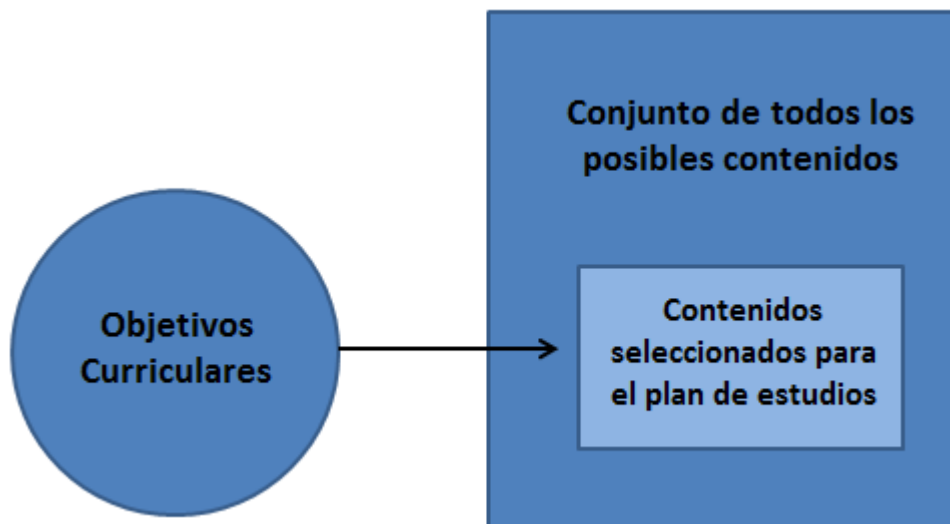 Conjunto de todos los
posibles contenidos
Objetivos
Curriculares
Contenidos
seleccionados para
el plan de estudios